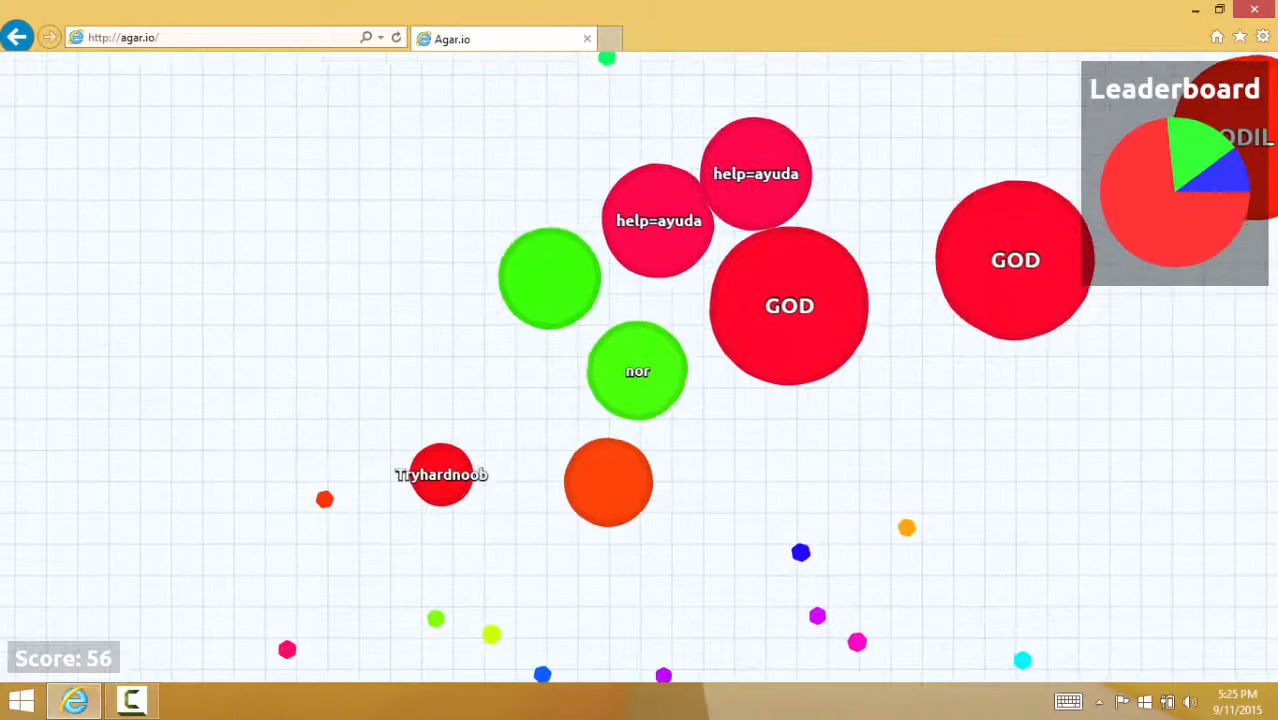 http://agar.io/
Agar.io
Leaderboard
ODIL
help=ayuda
help=ayuda
GOD
GOD
nor
Tryhardnoob
Score: 56
5:25 PM
9/11/2015